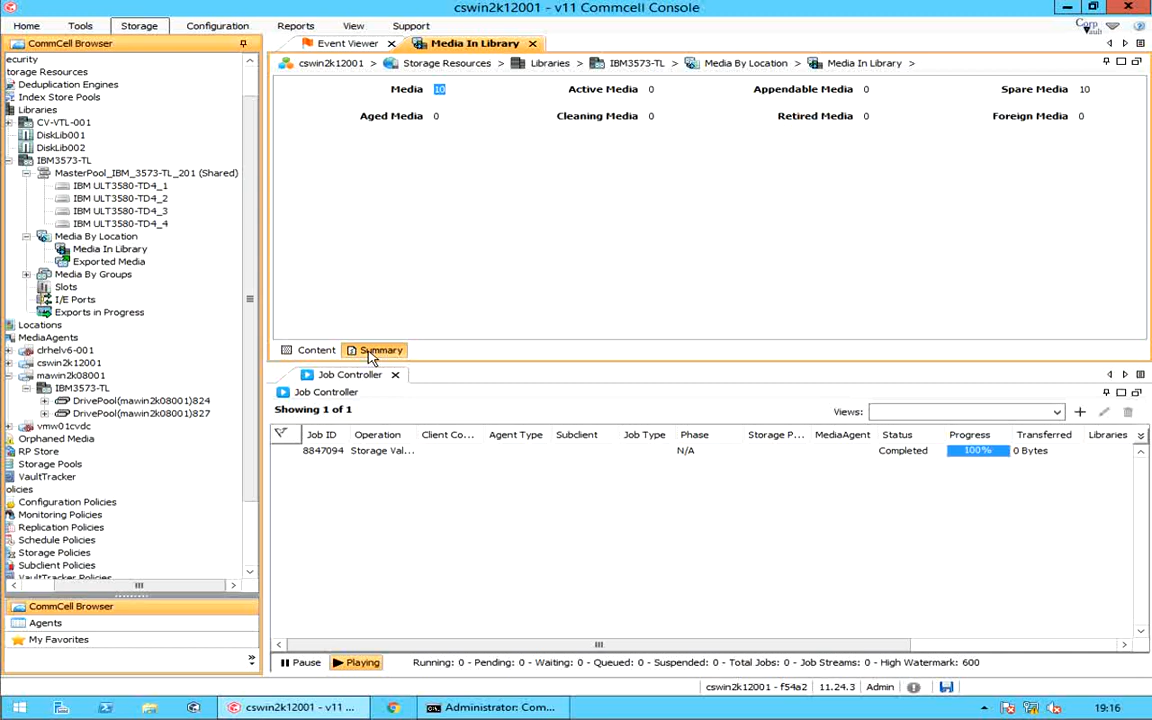 cswin2k12001 - v11 Commcell Console
Home Tools Storage Configuration Reports View Support
Corp Vault
CommCell Browser
ecurity
torage Resources
Deduplication Engines
Index Store Pools
Libraries
CV-VTL-001
DiskLib001
DiskLib002
IBM3573-TL
MasterPool_IBM_3573-TL_201 (Shared)
IBM ULT3580-TD4_1
IBM ULT3580-TD4_2
IBM ULT3580-TD4_3
IBM ULT3580-TD4_4
Media By Location
Media In Library
Exported Media
Media By Groups
Slots
I/E Ports
Exports in Progress
Locations
MediaAgents
drhelv6-001
cswin2k12001
mawin2k08001
IBM3573-TL
DrivePool(mawin2k08001)824
DrivePool(mawin2k08001)827
vmw01cvdc
Orphaned Media
RP Store
Storage Pools
VaultTracker
olicies
Configuration Policies
Monitoring Policies
Replication Policies
Schedule Policies
Storage Policies
Subclient Policies
VaultTracker Policies
CommCell Browser
Agents
My Favorites
Event Viewer Media In Library
cswin2k12001 > Storage Resources > Libraries > IBM3573-TL > Media By Location > Media In Library >
Media 10 Active Media 0 Appendable Media 0 Spare Media 10
Aged Media 0 Cleaning Media 0 Retired Media 0 Foreign Media 0
Content Summary
Job Controller
Job Controller
Showing 1 of 1 Views:
Job ID Operation Client Co... Agent Type Subclient Job Type Phase Storage P... MediaAgent Status Progress Transferred Libraries
8847094 Storage Val... N/A Completed 100% 0 Bytes
Pause Playing Running: 0 - Pending: 0 - Waiting: 0 - Queued: 0 - Suspended: 0 - Total Jobs: 0 - Job Streams: 0 - High Watermark: 600
cswin2k12001 - f54a2 11.24.3 Admin
cswin2k12001 - v11 ... Administrator: Com... 19:16